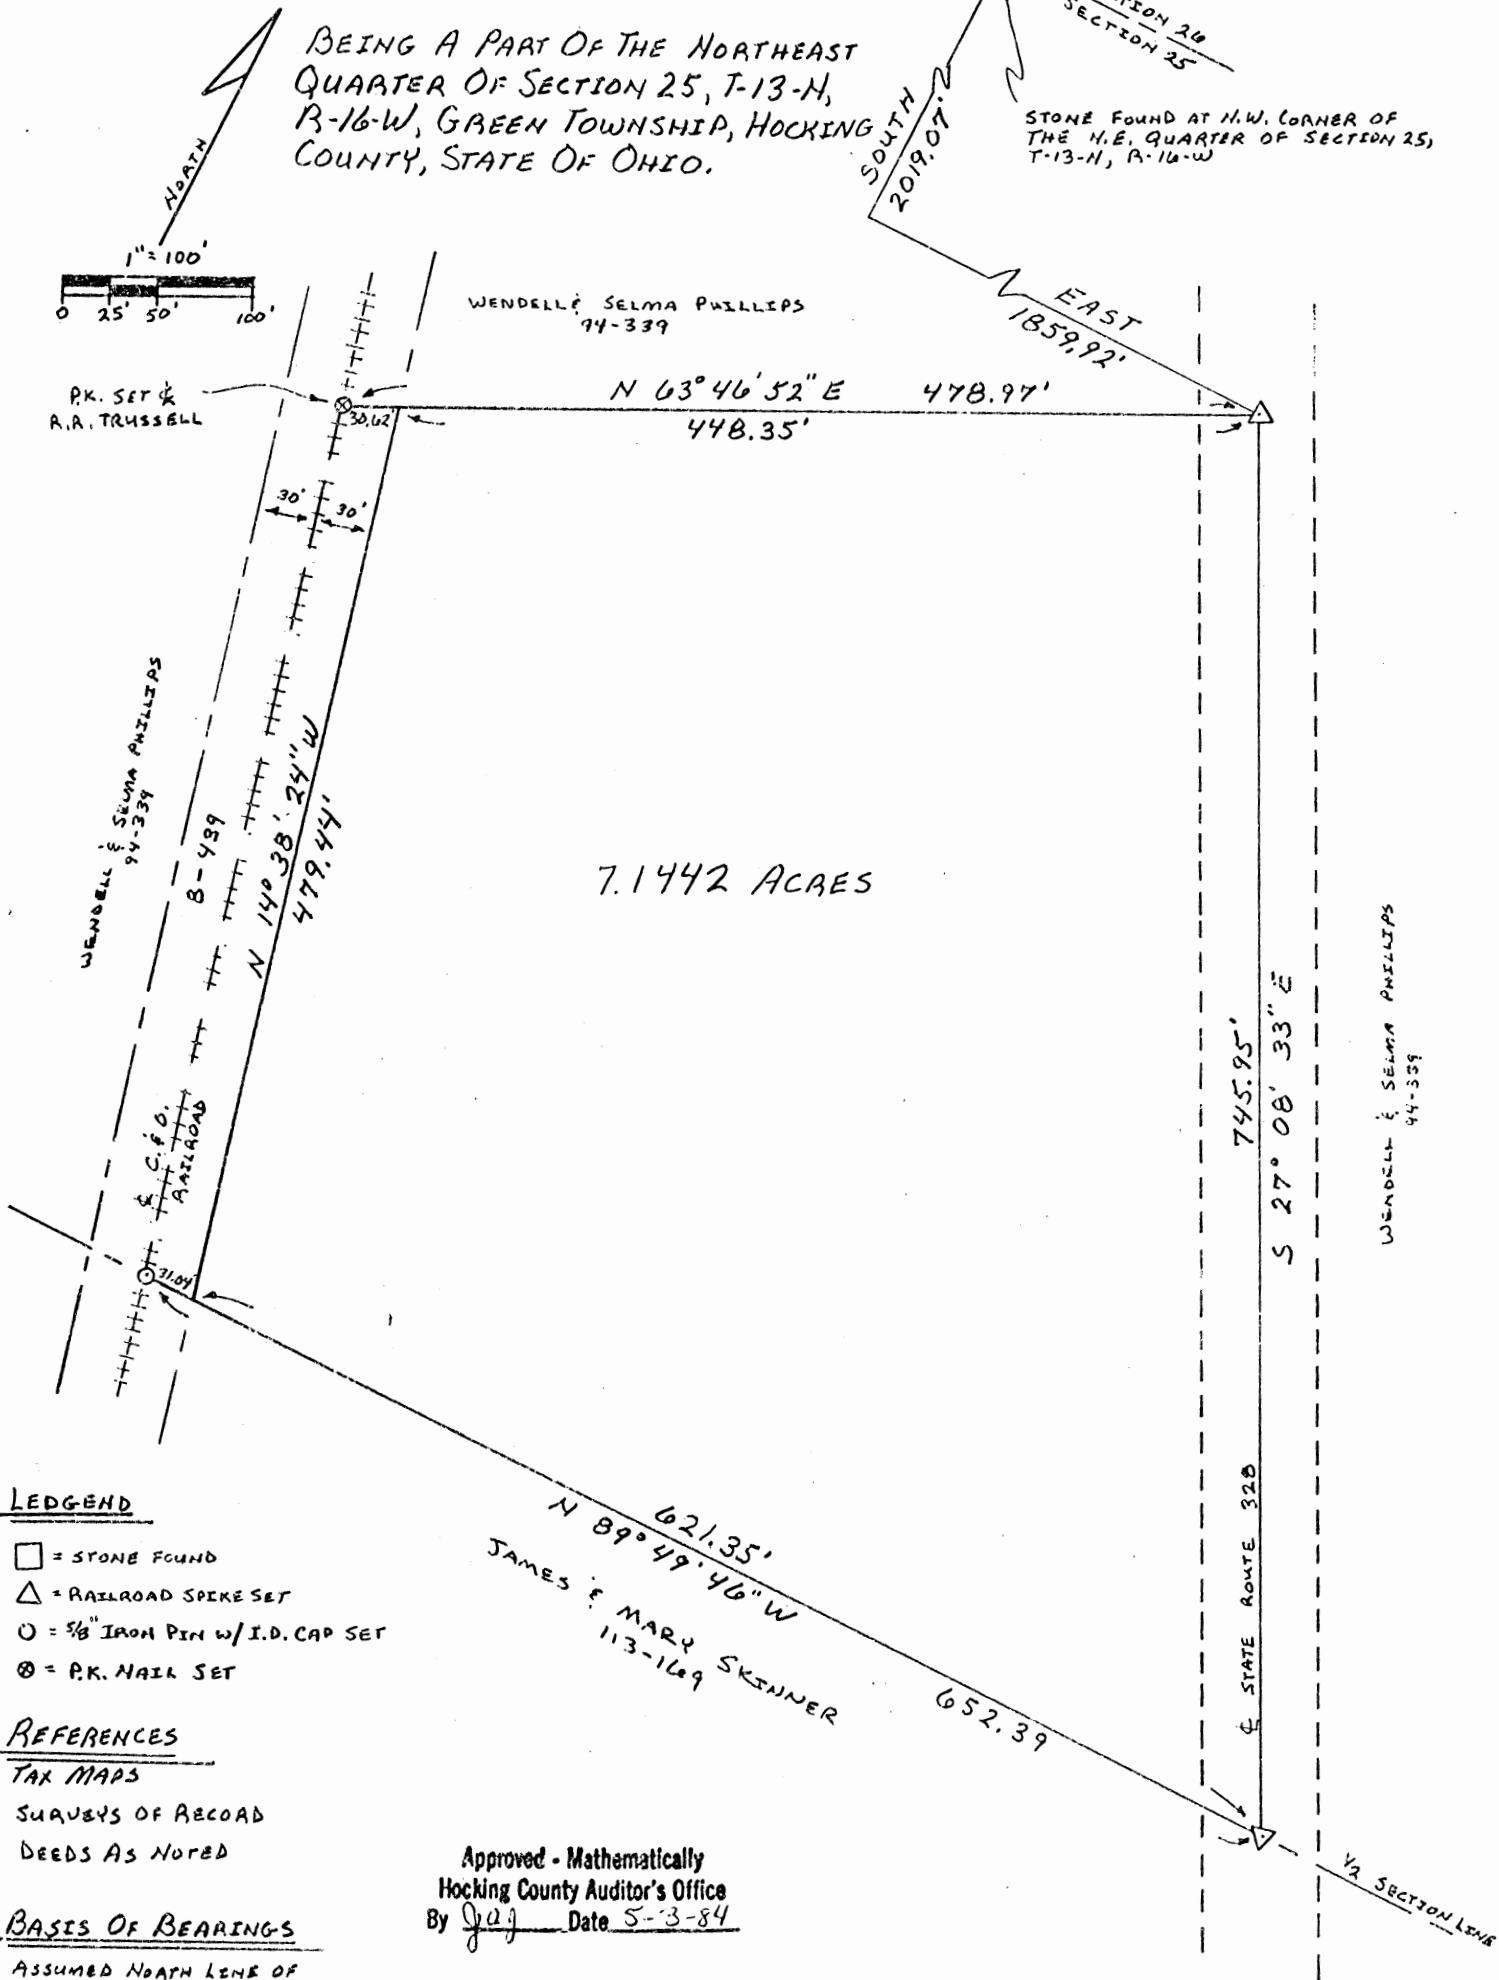 BEING A PART OF THE NORTHEAST
QUARTER OF SECTION 25, T-13-N,
R-16-W, GREEN TOWNSHIP, HOCKING
COUNTY, STATE OF OHIO.
NORTH
1" = 100'
0 25' 50' 100'
SECTION 25
SOUTH
2019.07'
STONE FOUND AT N.W. CORNER OF
THE N.E. QUARTER OF SECTION 25,
T-13-N, R-16-W
EAST
1859.92'
WENDELL & SELMA PHILLIPS
94-339
P.K. SET ℄
R.R. TRUSSELL
30.62'
N 63° 46' 52" E 478.97'
448.35'
30' 30'
WENDELL & SELMA PHILLIPS
94-339
B-439
N 14° 38' 24" W
479.44'
7.1442 ACRES
745.95'
S 27° 08' 33" E
WENDELL & SELMA PHILLIPS
94-339
℄ C. & O.
RAILROAD
31.04'
621.35'
N 89° 49' 46" W
JAMES & MARY SKINNER
113-169
652.39
℄ STATE ROUTE 328
1/2 SECTION LINE
LEDGEND
□ = STONE FOUND
△ = RAILROAD SPIKE SET
O = 5/8" IRON PIN W/ I.D. CAP SET
⊗ = P.K. NAIL SET
REFERENCES
TAX MAPS
SURVEYS OF RECORD
DEEDS AS NOTED
Approved - Mathematically
Hocking County Auditor's Office
By Date 5-3-84
BASIS OF BEARINGS
ASSUMED NORTH LINE OF